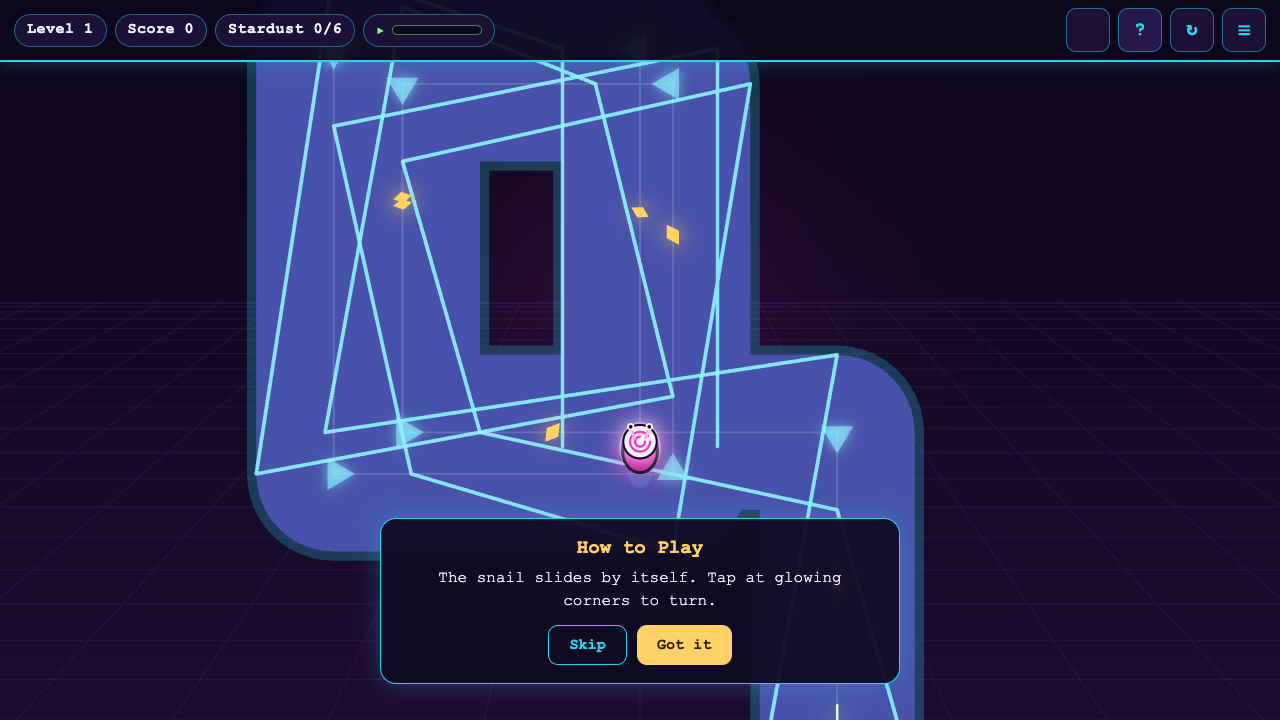 Level 1
Score 0
Stardust 0/6
?
How to Play
The snail slides by itself. Tap at glowing
corners to turn.
Skip
Got it